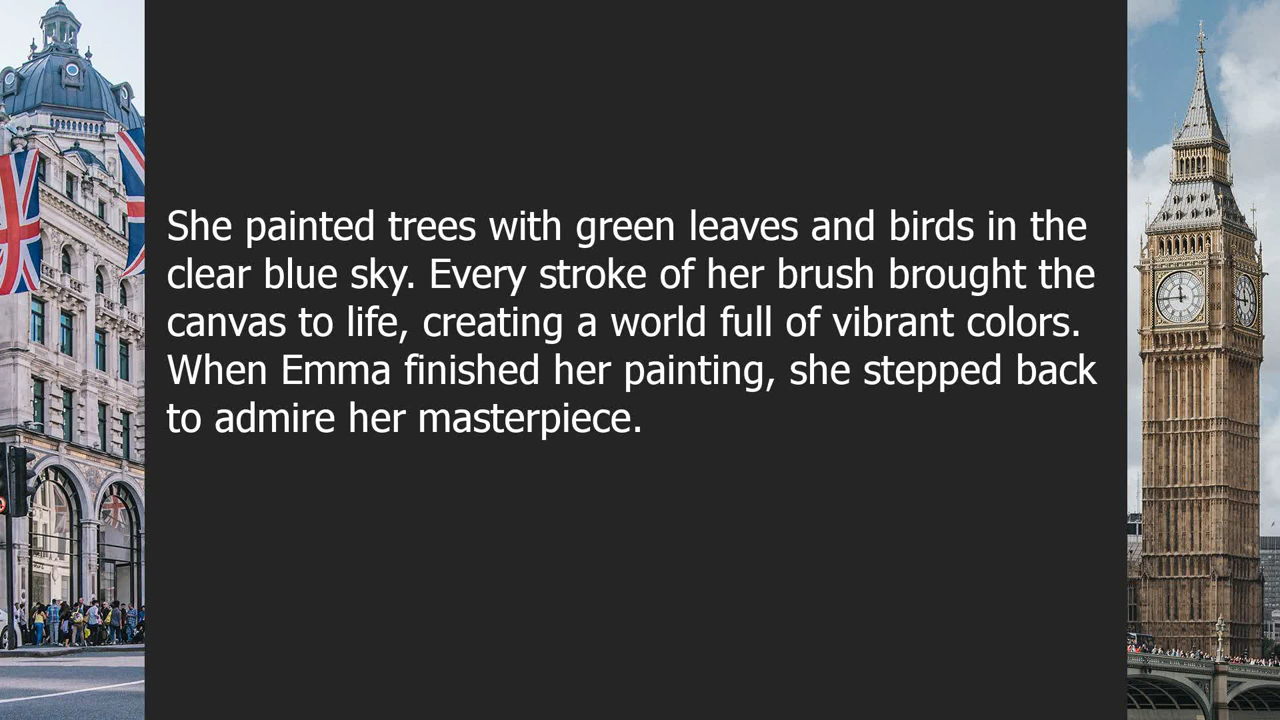 She painted trees with green leaves and birds in the
clear blue sky. Every stroke of her brush brought the
canvas to life, creating a world full of vibrant colors.
When Emma finished her painting, she stepped back
to admire her masterpiece.